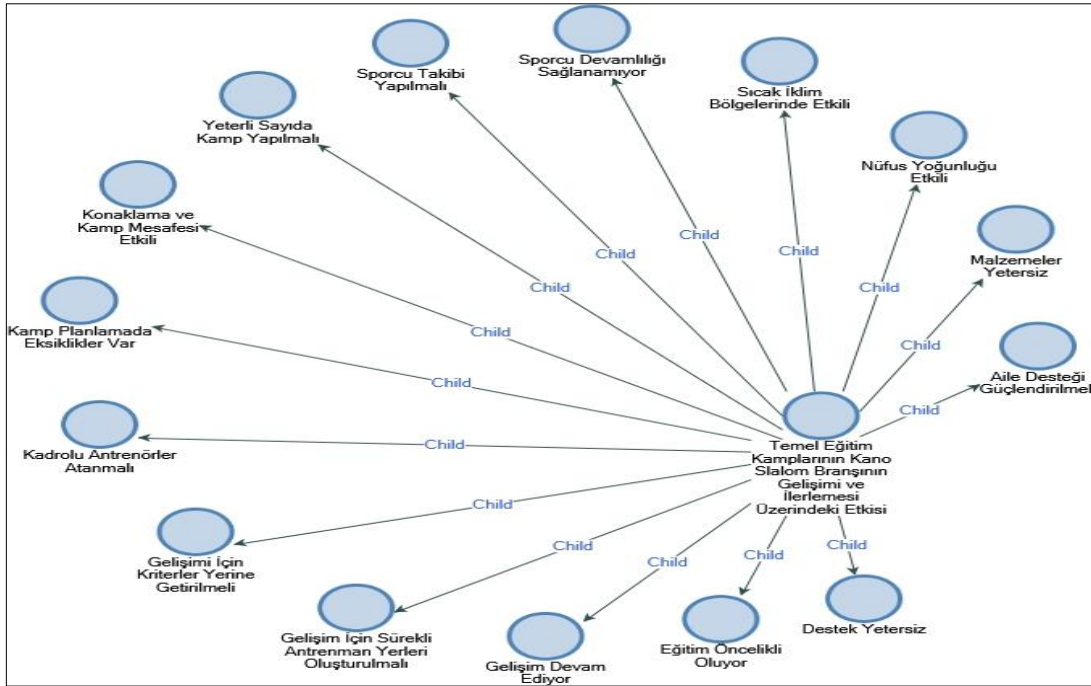 Sporcu Devamlılığı
Sağlanamıyor
Sporcu Takibi
Yapılmalı
Sıcak İklim
Bölgelerinde Etkili
Yeterli Sayıda
Kamp Yapılmalı
Nüfus Yoğunluğu
Etkili
Konaklama ve
Kamp Mesafesi
Etkili
Malzemeler
Yetersiz
Kamp Planlamada
Eksiklikler Var
Aile Desteği
Güçlendirilmel
Kadrolu Antrenörler
Atanmalı
Temel Eğitim
Kamplarının Kano
Slalom Branşının
Gelişimi ve
İlerlemesi
Üzerindeki Etkisi
Gelişimi İçin
Kriterler Yerine
Getirilmeli
Gelişim İçin Sürekli
Antrenman Yerleri
Oluşturulmalı
Gelişim Devam
Ediyor
Eğitim Öncelikli
Oluyor
Destek Yetersiz
Child
Child
Child
Child
Child
Child
Child
Child
Child
Child
Child
Child
Child
Child